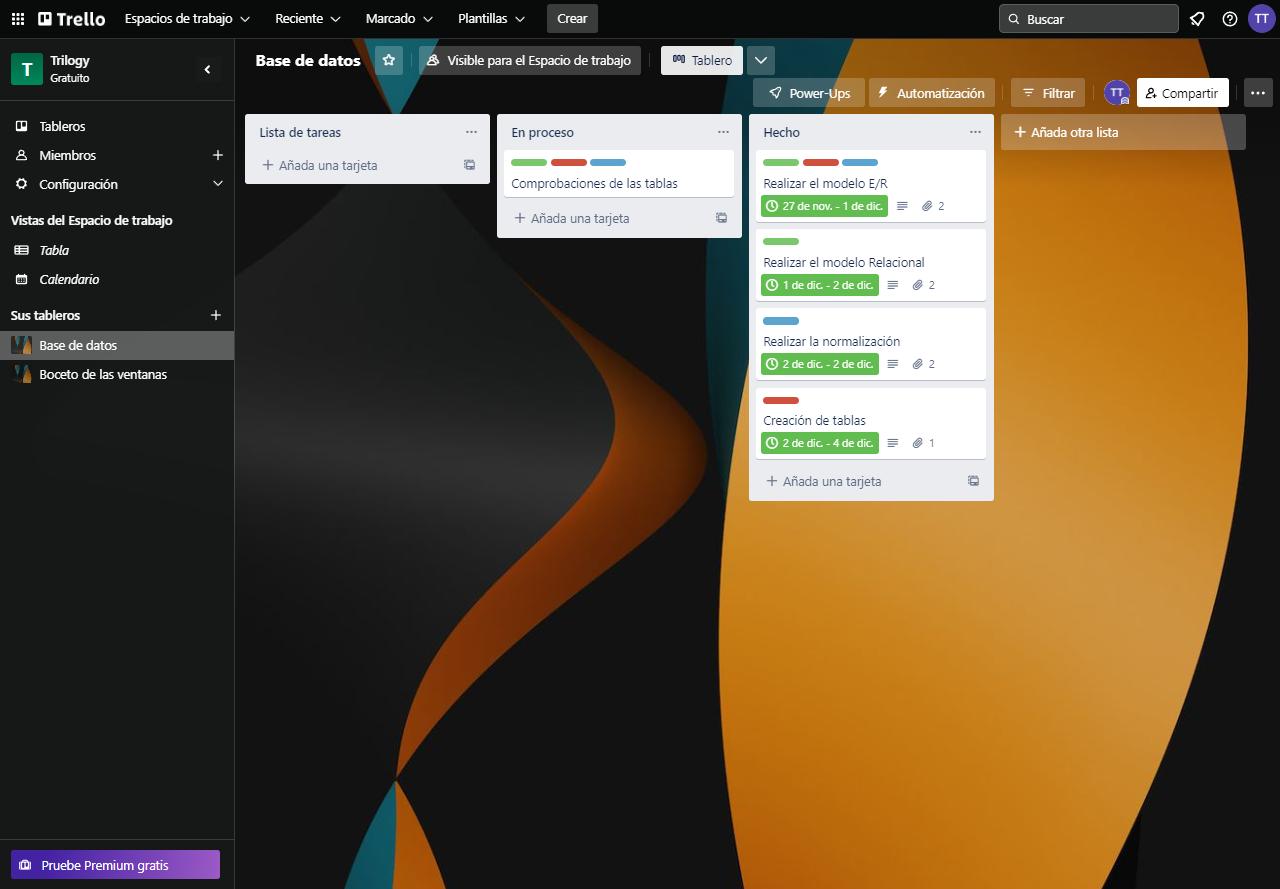 Trello
Espacios de trabajo
Reciente
Marcado
Plantillas
Crear
Buscar
TT
T
Trilogy
Gratuito
Base de datos
Visible para el Espacio de trabajo
Tablero
Power-Ups
Automatización
Filtrar
TT
Compartir
Tableros
Miembros
Configuración
Vistas del Espacio de trabajo
Tabla
Calendario
Sus tableros
Base de datos
Boceto de las ventanas
Pruebe Premium gratis
Lista de tareas
Añada una tarjeta
En proceso
Comprobaciones de las tablas
Añada una tarjeta
Hecho
Realizar el modelo E/R
27 de nov. - 1 de dic.
2
Realizar el modelo Relacional
1 de dic. - 2 de dic.
2
Realizar la normalización
2 de dic. - 2 de dic.
2
Creación de tablas
2 de dic. - 4 de dic.
1
Añada una tarjeta
Añada otra lista